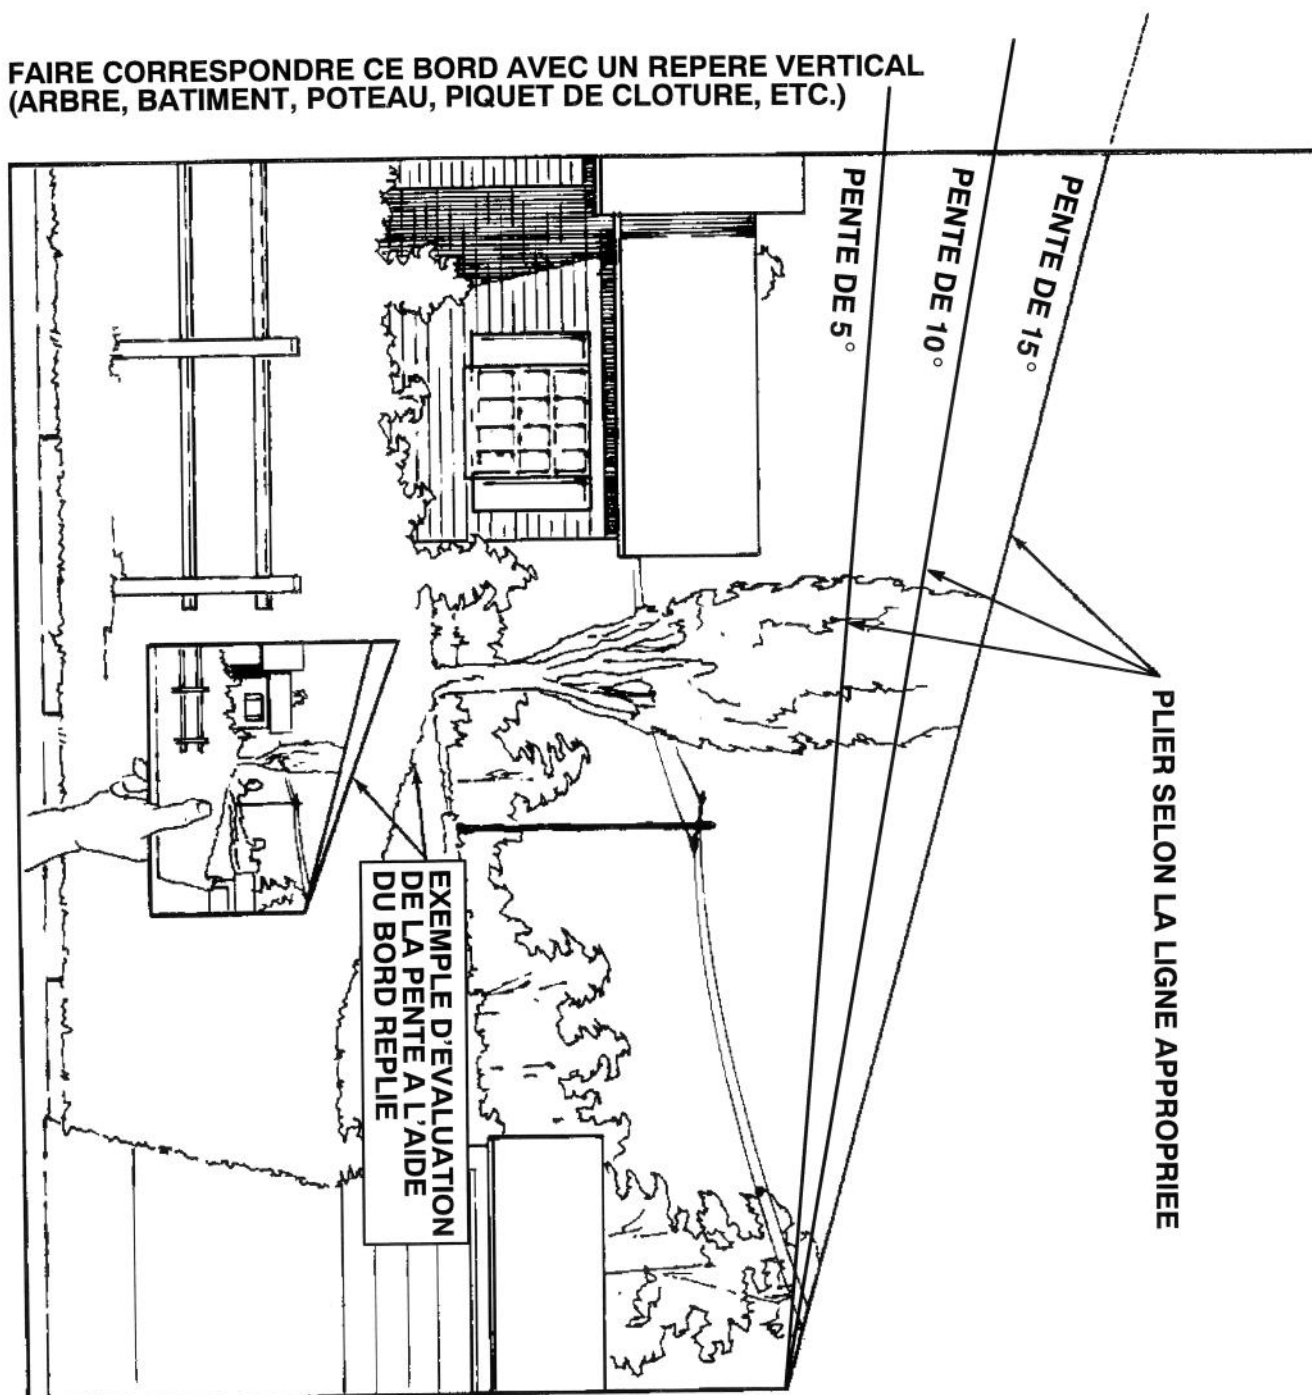 FAIRE CORRESPONDRE CE BORD AVEC UN REPERE VERTICAL
(ARBRE, BATIMENT, POTEAU, PIQUET DE CLOTURE, ETC.)
PENTE DE 5°
PENTE DE 10°
PENTE DE 15°
PLIER SELON LA LIGNE APPROPRIEE
EXEMPLE D'EVALUATION
DE LA PENTE A L'AIDE
DU BORD REPLIE